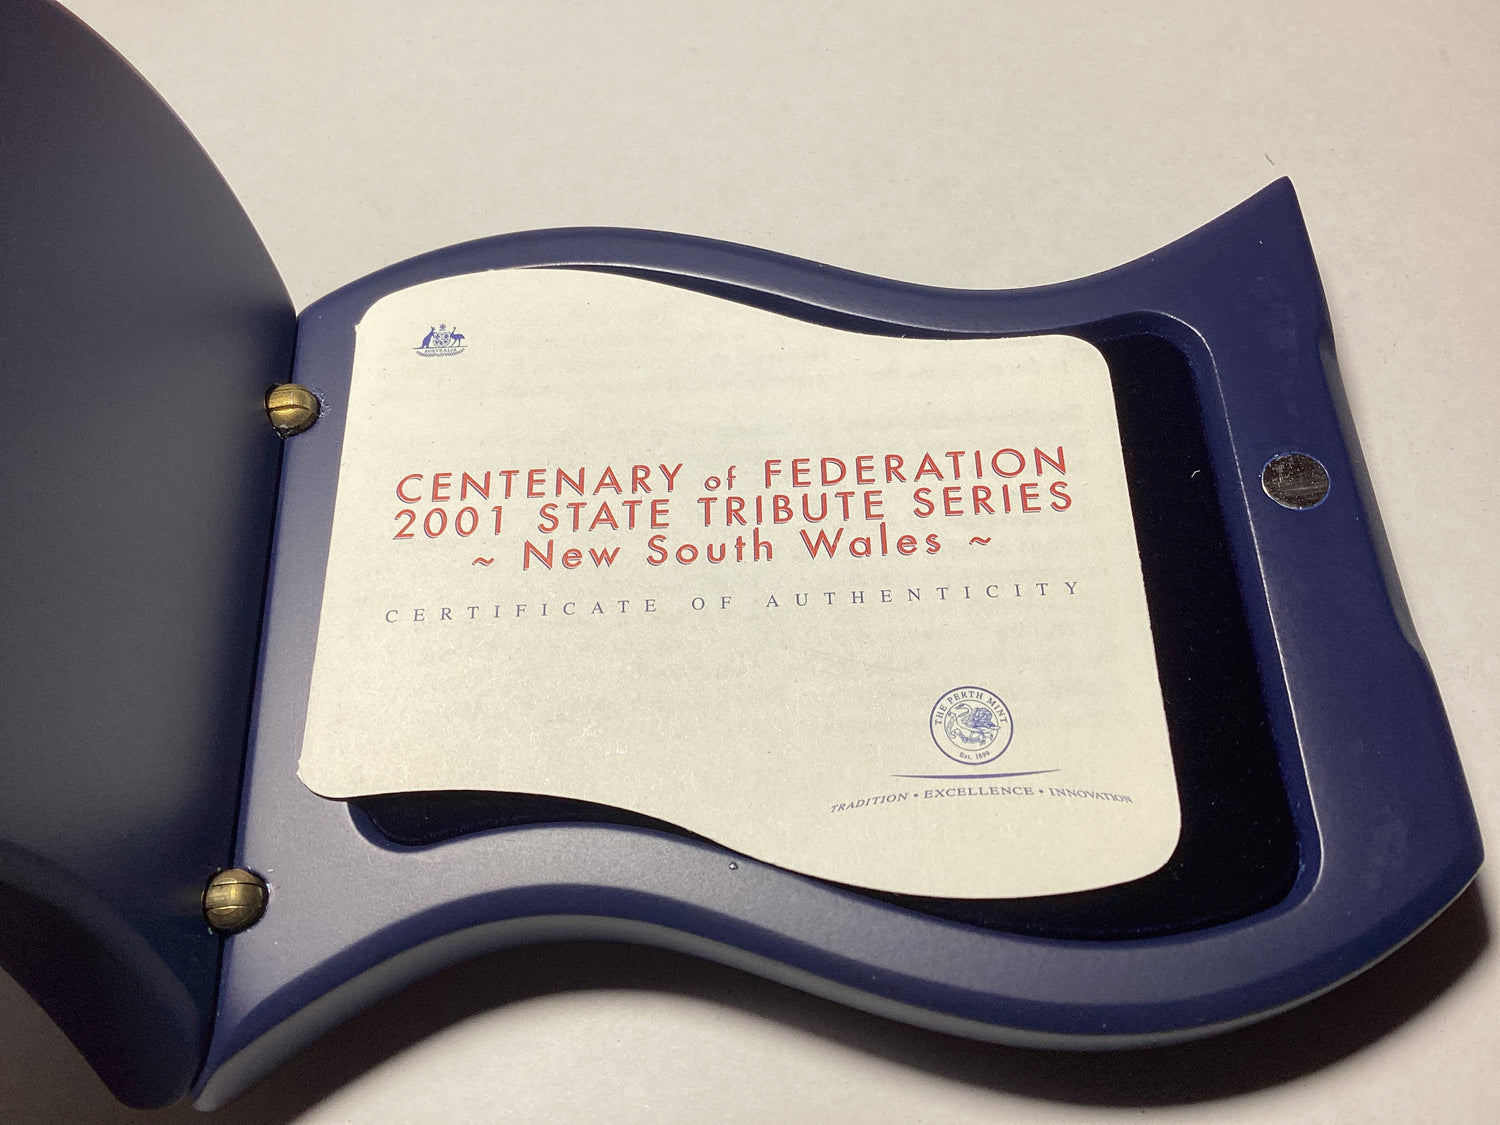 AUSTRALIA
CENTENARY of FEDERATION
2001 STATE TRIBUTE SERIES
~ New South Wales ~
CERTIFICATE OF AUTHENTICITY
THE PERTH MINT
Est. 1899
TRADITION • EXCELLENCE • INNOVATION